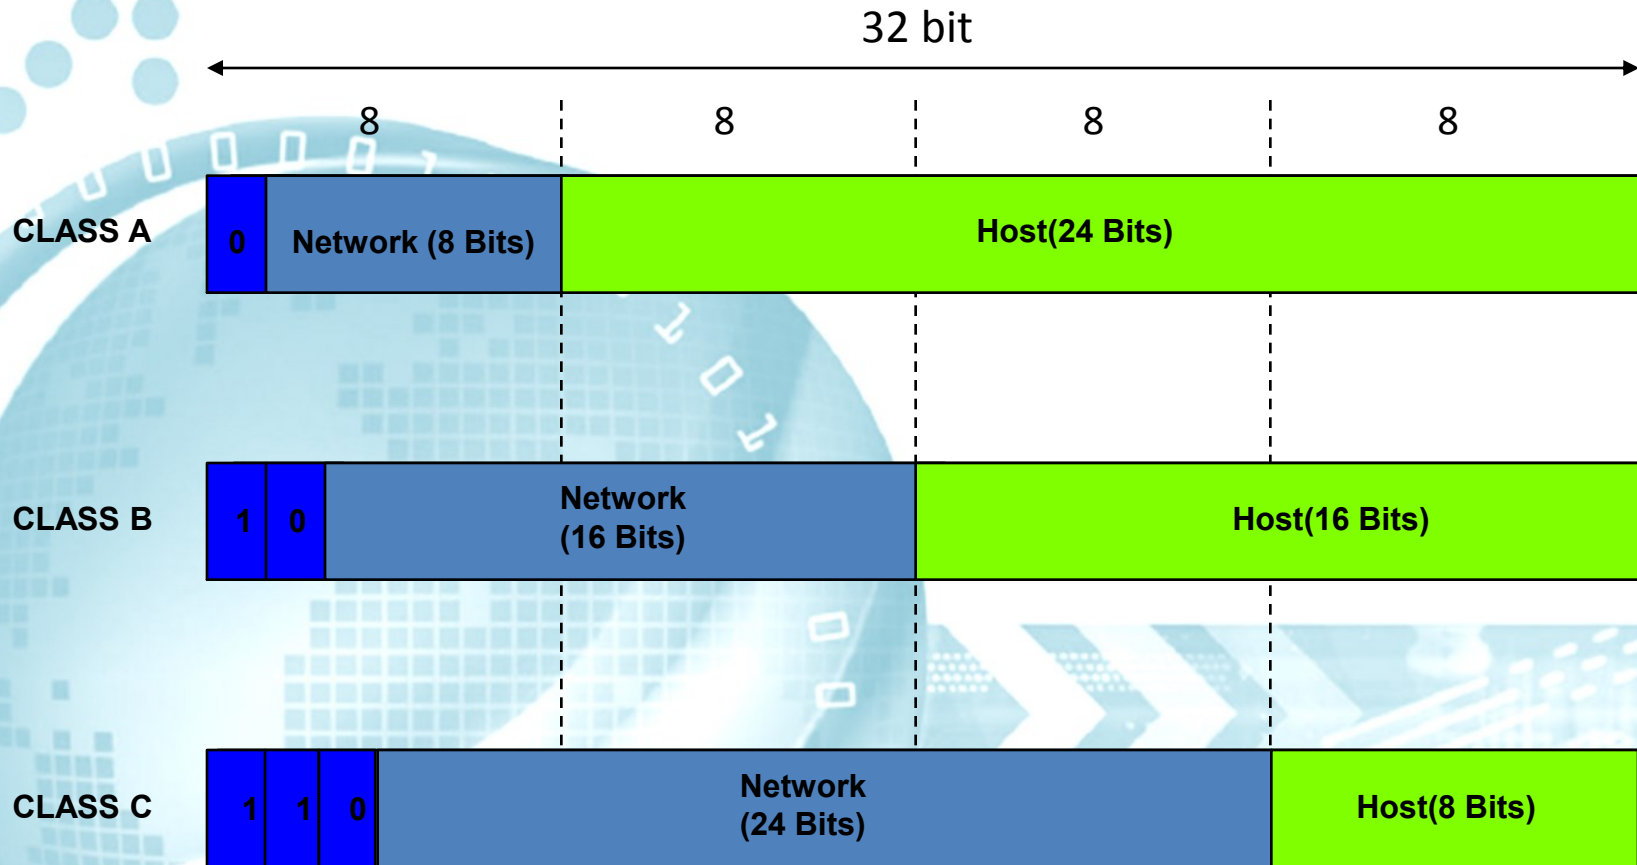 32 bit
8 8 8 8
CLASS A 0 Network (8 Bits) Host(24 Bits)
CLASS B 1 0 Network
(16 Bits) Host(16 Bits)
CLASS C 1 1 0 Network
(24 Bits) Host(8 Bits)